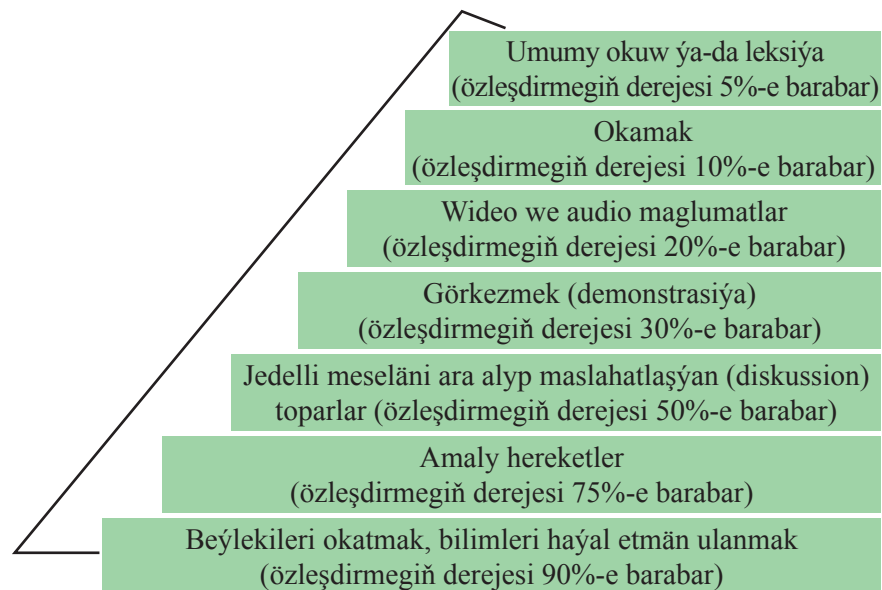 Umumy okuw ýa-da leksiýa
(özleşdirmegiň derejesi 5%-e barabar)
Okamak
(özleşdirmegiň derejesi 10%-e barabar)
Wideo we audio maglumatlar
(özleşdirmegiň derejesi 20%-e barabar)
Görkezmek (demonstrasiýa)
(özleşdirmegiň derejesi 30%-e barabar)
Jedelli meseläni ara alyp maslahatlaşýan (diskussion)
toparlar (özleşdirmegiň derejesi 50%-e barabar)
Amaly hereketler
(özleşdirmegiň derejesi 75%-e barabar)
Beýlekileri okatmak, bilimleri haýal etmän ulanmak
(özleşdirmegiň derejesi 90%-e barabar)